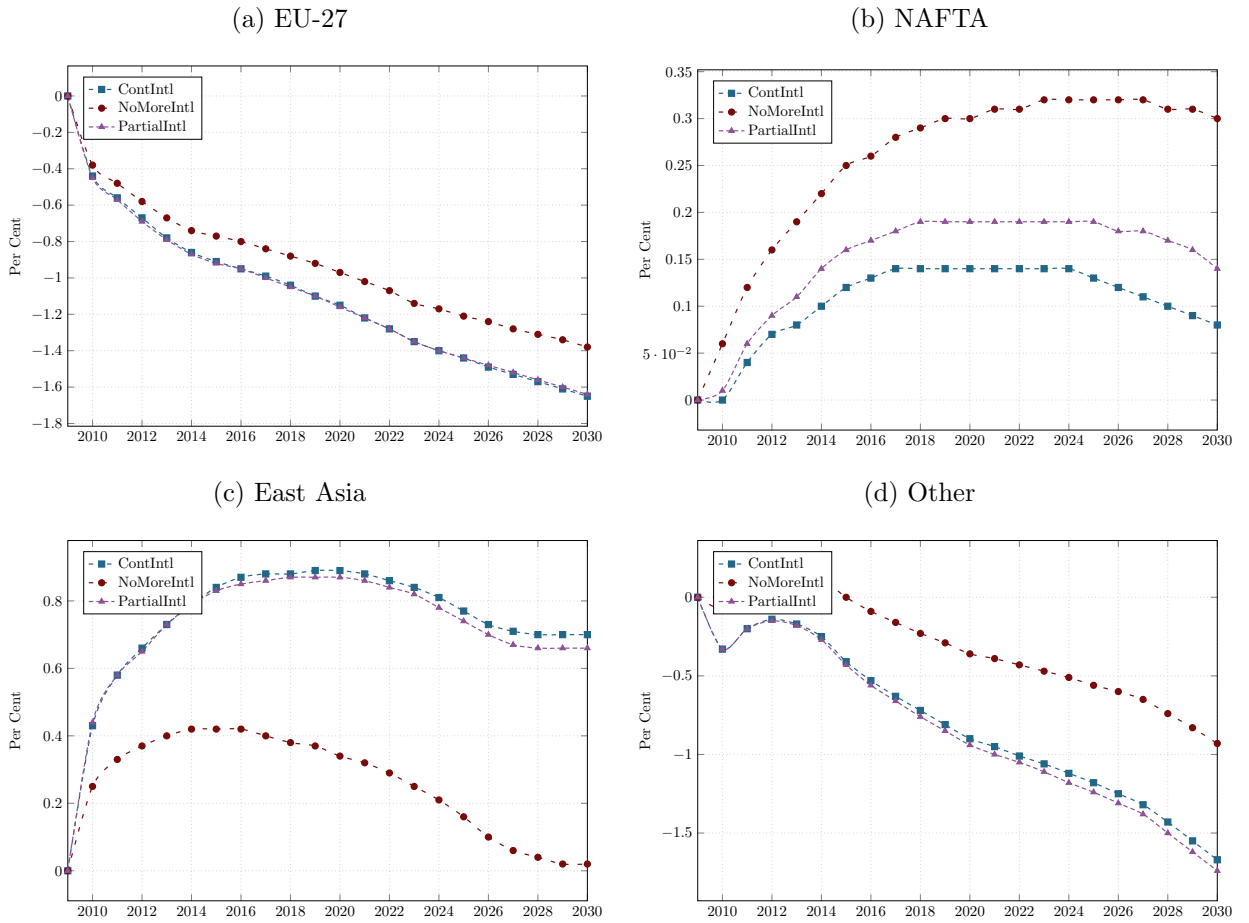 (a) EU-27
0
−0.2
−0.4
−0.6
−0.8
−1
−1.2
−1.4
−1.6
−1.8
Per Cent
ContIntl
NoMoreIntl
PartialIntl
2010 2012 2014 2016 2018 2020 2022 2024 2026 2028 2030
(b) NAFTA
0.35
0.3
0.25
0.2
0.15
0.1
5 · 10⁻²
0
Per Cent
ContIntl
NoMoreIntl
PartialIntl
2010 2012 2014 2016 2018 2020 2022 2024 2026 2028 2030
(c) East Asia
0.8
0.6
0.4
0.2
0
Per Cent
ContIntl
NoMoreIntl
PartialIntl
2010 2012 2014 2016 2018 2020 2022 2024 2026 2028 2030
(d) Other
0
−0.5
−1
−1.5
Per Cent
ContIntl
NoMoreIntl
PartialIntl
2010 2012 2014 2016 2018 2020 2022 2024 2026 2028 2030